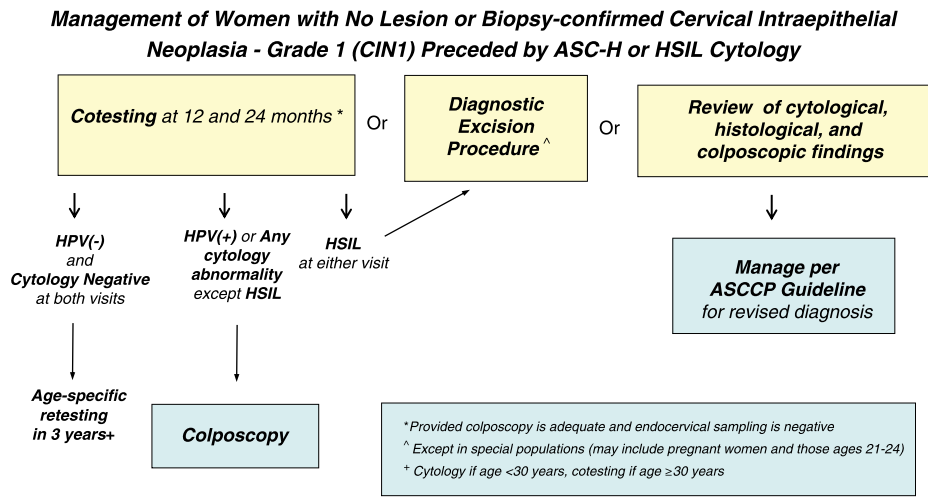 Management of Women with No Lesion or Biopsy-confirmed Cervical Intraepithelial
Neoplasia - Grade 1 (CIN1) Preceded by ASC-H or HSIL Cytology
Cotesting at 12 and 24 months *
Or
Diagnostic
Excision
Procedure ^
Or
Review of cytological,
histological, and
colposcopic findings
HPV(-)
and
Cytology Negative
at both visits
HPV(+) or Any
cytology
abnormality
except HSIL
HSIL
at either visit
Manage per
ASCCP Guideline
for revised diagnosis
Age-specific
retesting
in 3 years+
Colposcopy
*Provided colposcopy is adequate and endocervical sampling is negative
^ Except in special populations (may include pregnant women and those ages 21-24)
+ Cytology if age <30 years, cotesting if age ≥30 years